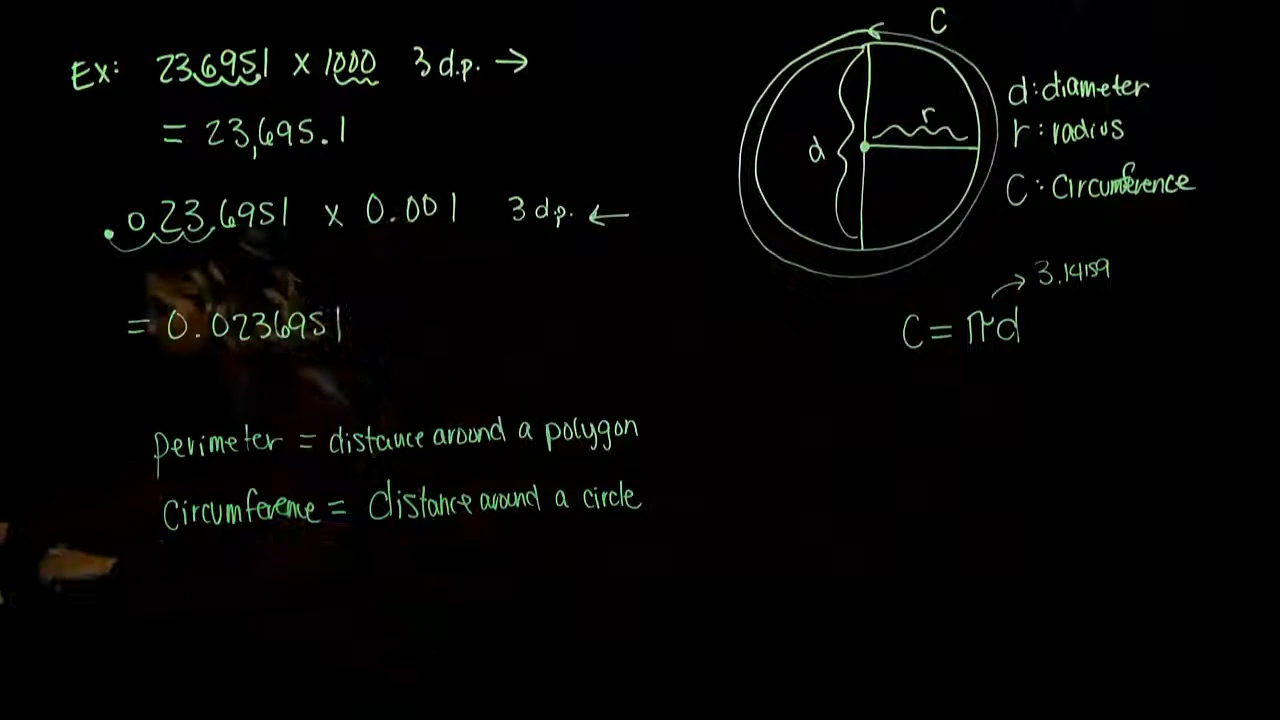 Ex: 23.6951 × 1000 3 d.p. →
= 23,695.1
.023.6951 × 0.001 3 d.p. ←
= 0.0236951
perimeter = distance around a polygon
circumference = distance around a circle
C
d
r
d: diameter
r: radius
C: circumference
→ 3.14159
C = πd